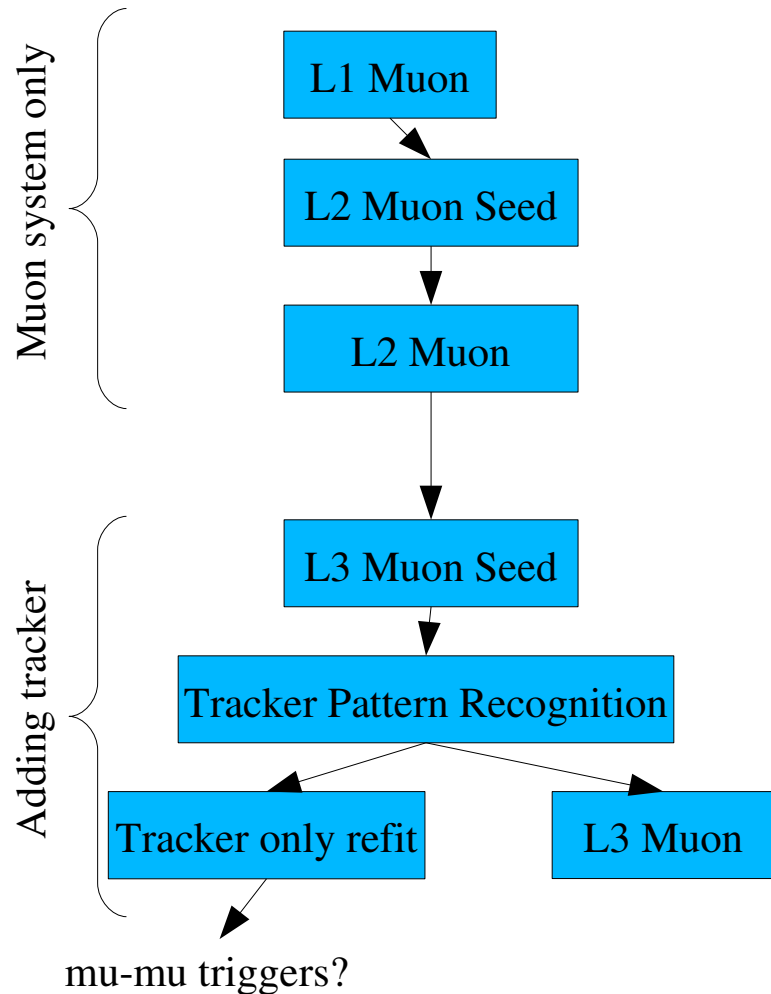 Muon system only
L1 Muon
L2 Muon Seed
L2 Muon
Adding tracker
L3 Muon Seed
Tracker Pattern Recognition
Tracker only refit
L3 Muon
mu-mu triggers?